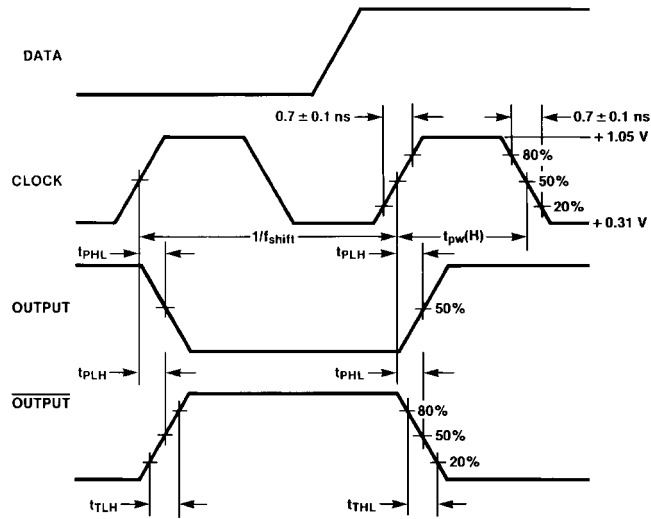 DATA
0.7 ± 0.1 ns
0.7 ± 0.1 ns
+ 1.05 V
80%
CLOCK
50%
20%
+ 0.31 V
1/fshift
tpw(H)
tPHL
tPLH
OUTPUT
50%
tPLH
tPHL
OUTPUT
80%
50%
20%
tTLH
tTHL